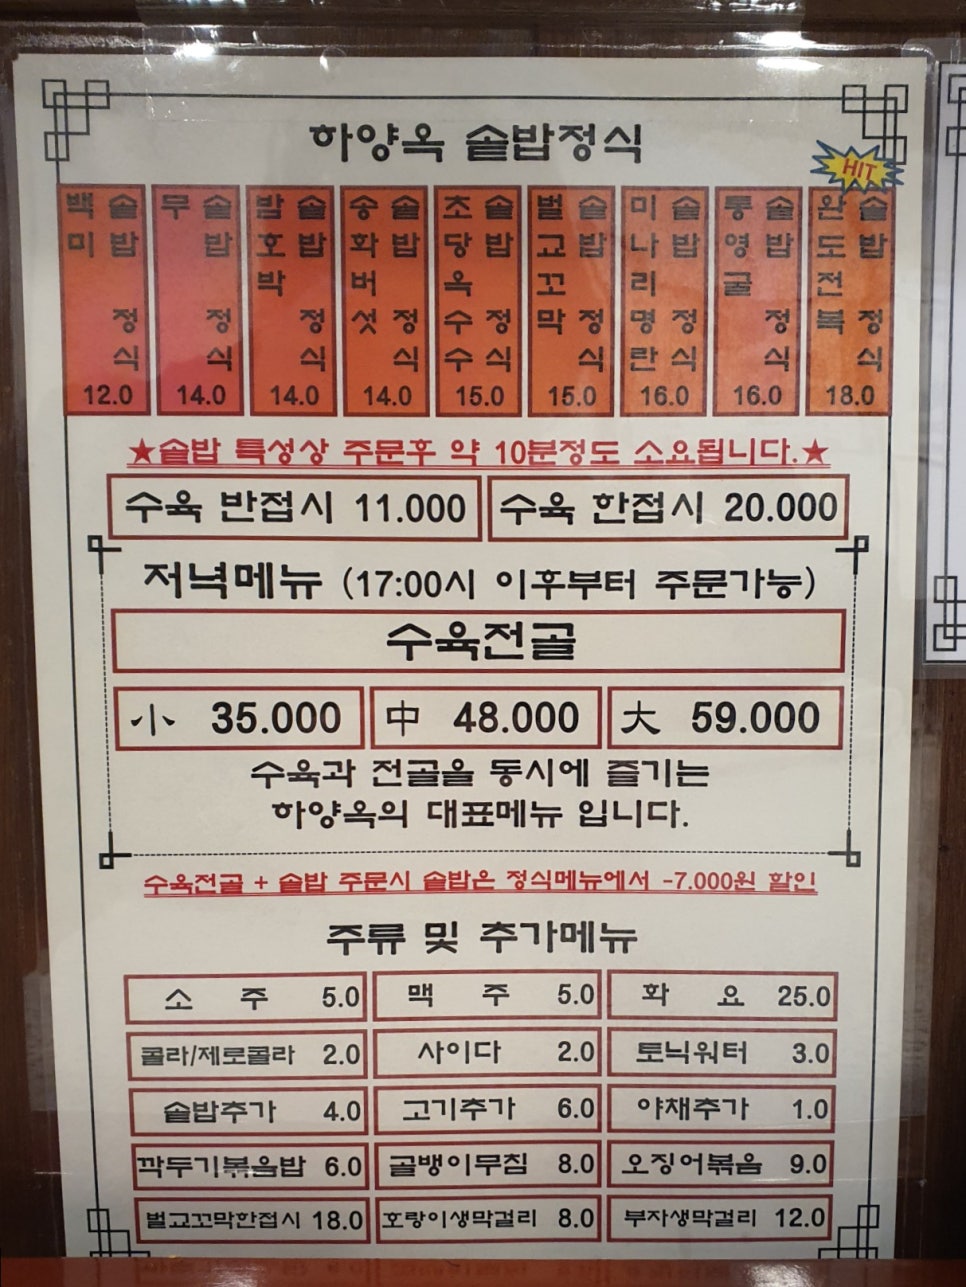 하양옥 솥밥정식
HIT
백미 솥밥 정식 12.0
무 솥밥 정식 14.0
밤호박 솥밥 정식 14.0
송화버섯 솥밥 정식 14.0
초당옥수수 솥밥 정식 15.0
벌교꼬막 솥밥 정식 15.0
미나리명란 솥밥 정식 16.0
통영굴 솥밥 정식 16.0
완도전복 솥밥 정식 18.0
★솥밥 특성상 주문후 약 10분정도 소요됩니다.★
수육 반접시 11.000 수육 한접시 20.000
저녁메뉴 (17:00시 이후부터 주문가능)
수육전골
小 35.000 中 48.000 大 59.000
수육과 전골을 동시에 즐기는
하양옥의 대표메뉴 입니다.
수육전골 + 솥밥 주문시 솥밥은 정식메뉴에서 -7.000원 할인
주류 및 추가메뉴
소 주 5.0 맥 주 5.0 화 요 25.0
콜라/제로콜라 2.0 사이다 2.0 토닉워터 3.0
솥밥추가 4.0 고기추가 6.0 야채추가 1.0
깍두기볶음밥 6.0 골뱅이무침 8.0 오징어볶음 9.0
벌교꼬막한접시 18.0 호랑이생막걸리 8.0 부자생막걸리 12.0